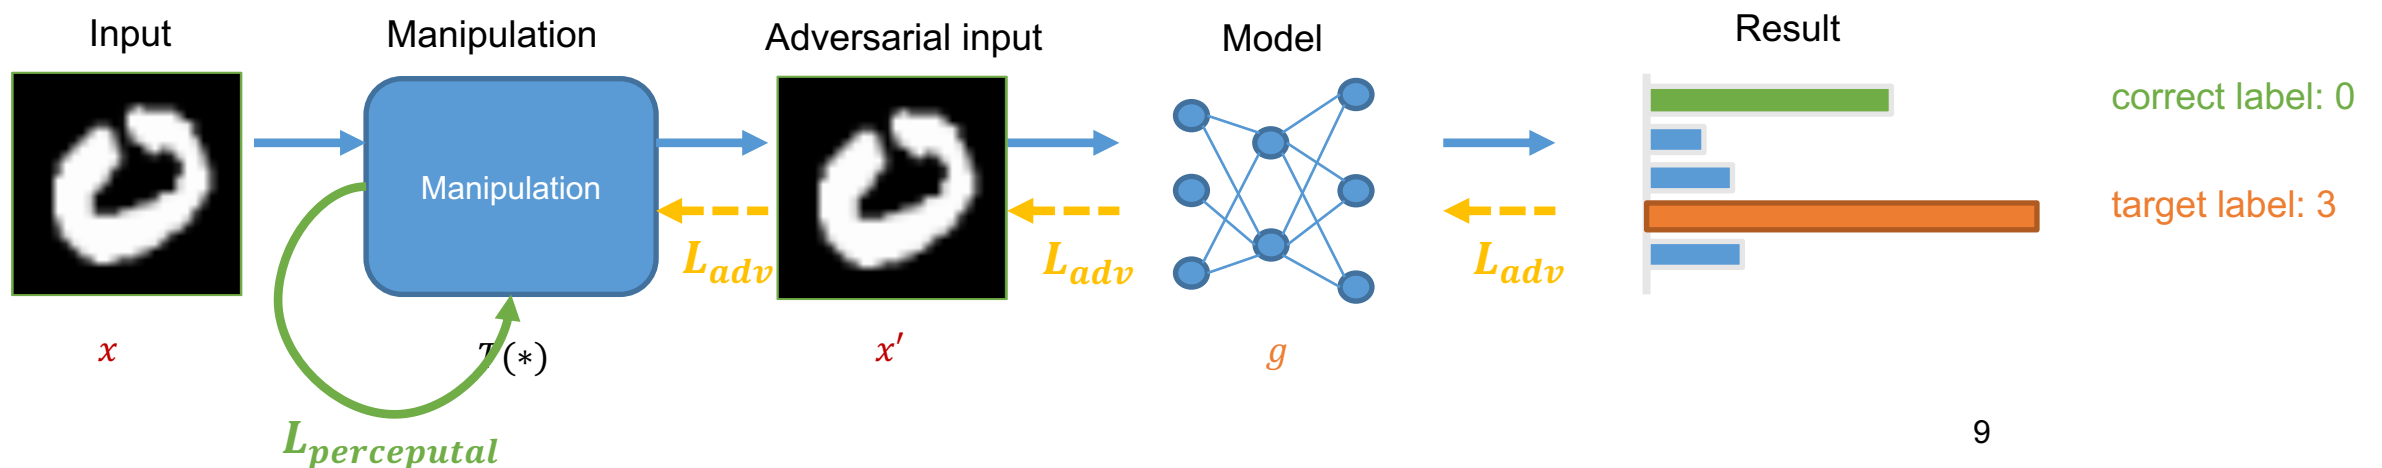 Input
Manipulation
Adversarial input
Model
Result
Manipulation
correct label: 0
target label: 3
L_adv
L_adv
L_adv
x
T(*)
x′
g
L_perceputal
9